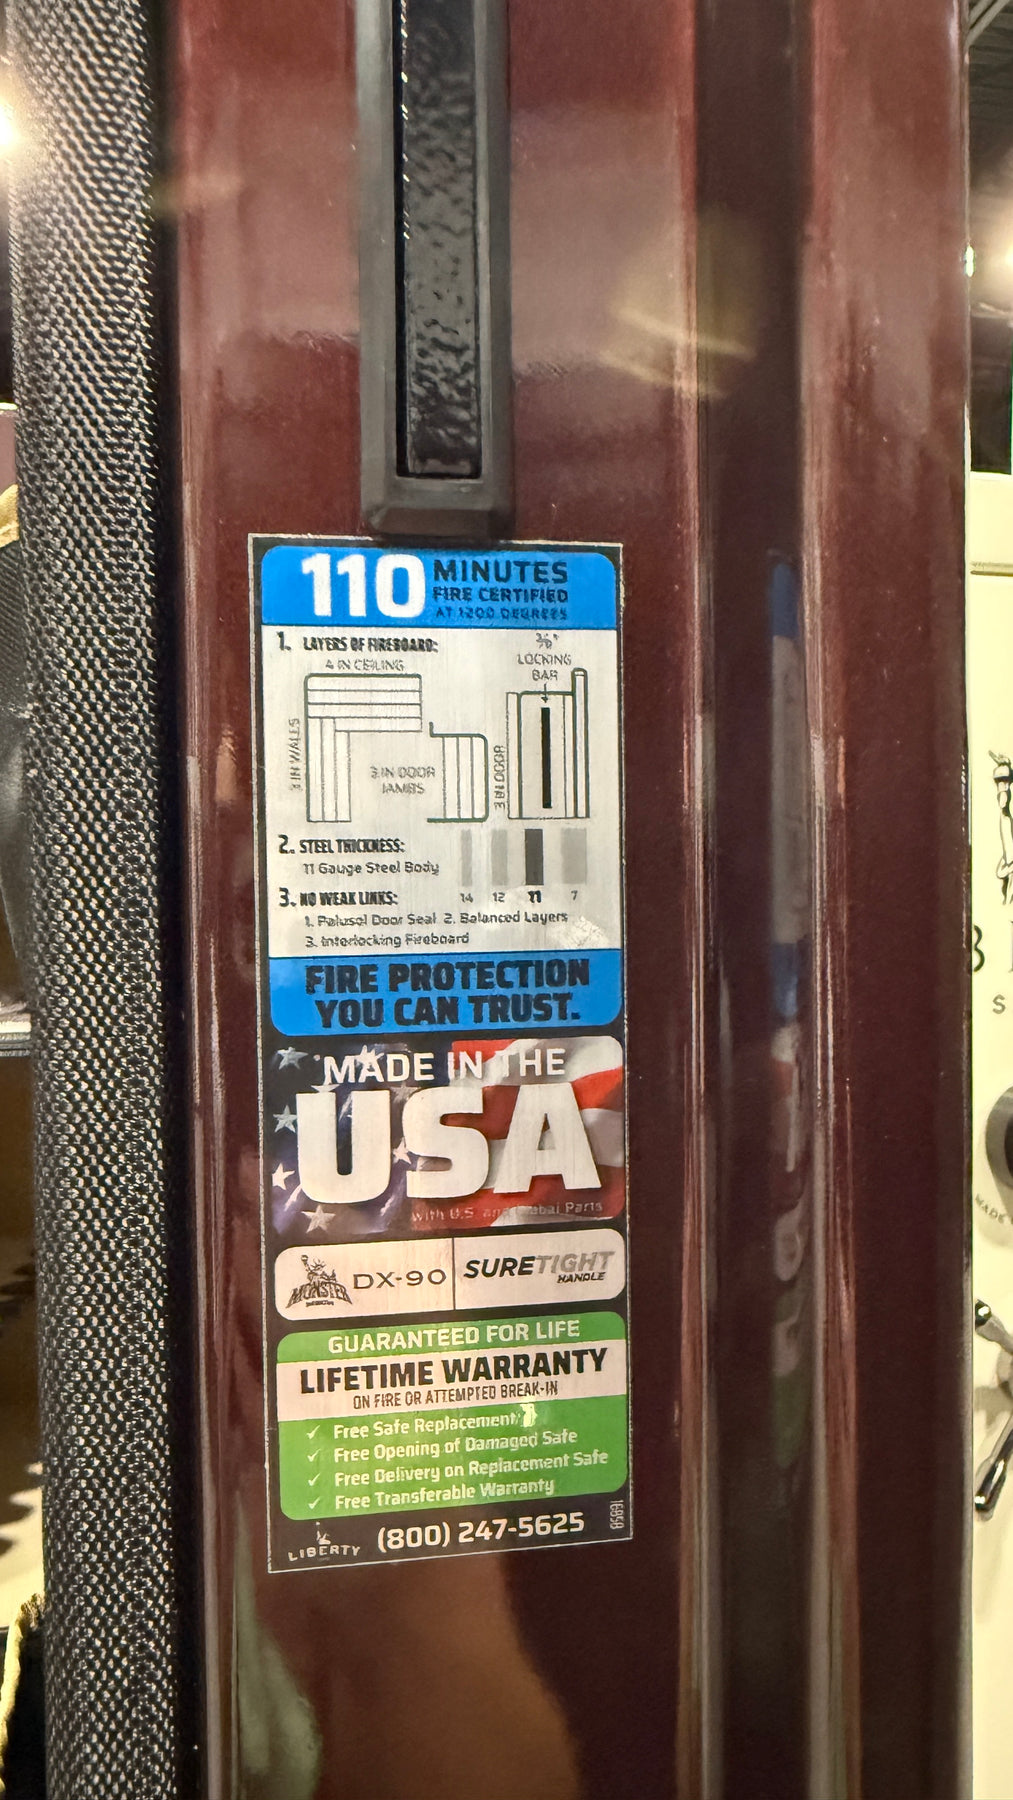 110 MINUTES
FIRE CERTIFIED
AT 1200 DEGREES
1. LAYERS OF FIREBOARD:
4 IN CEILING
3 IN WALLS
3 IN DOOR
JAMBS
3 IN DOOR
LOCKING
BAR
2. STEEL THICKNESS:
11 Gauge Steel Body
14 12 11 7
3. NO WEAK LINKS:
1. Palusol Door Seal 2. Balanced Layers
3. Interlocking Fireboard
FIRE PROTECTION
YOU CAN TRUST.
MADE IN THE
USA
with U.S. and Global Parts
MONSTER
DX-90
SURETIGHT
HANDLE
GUARANTEED FOR LIFE
LIFETIME WARRANTY
ON FIRE OR ATTEMPTED BREAK-IN
✓ Free Safe Replacement
✓ Free Opening of Damaged Safe
✓ Free Delivery on Replacement Safe
✓ Free Transferable Warranty
LIBERTY
(800) 247-5625